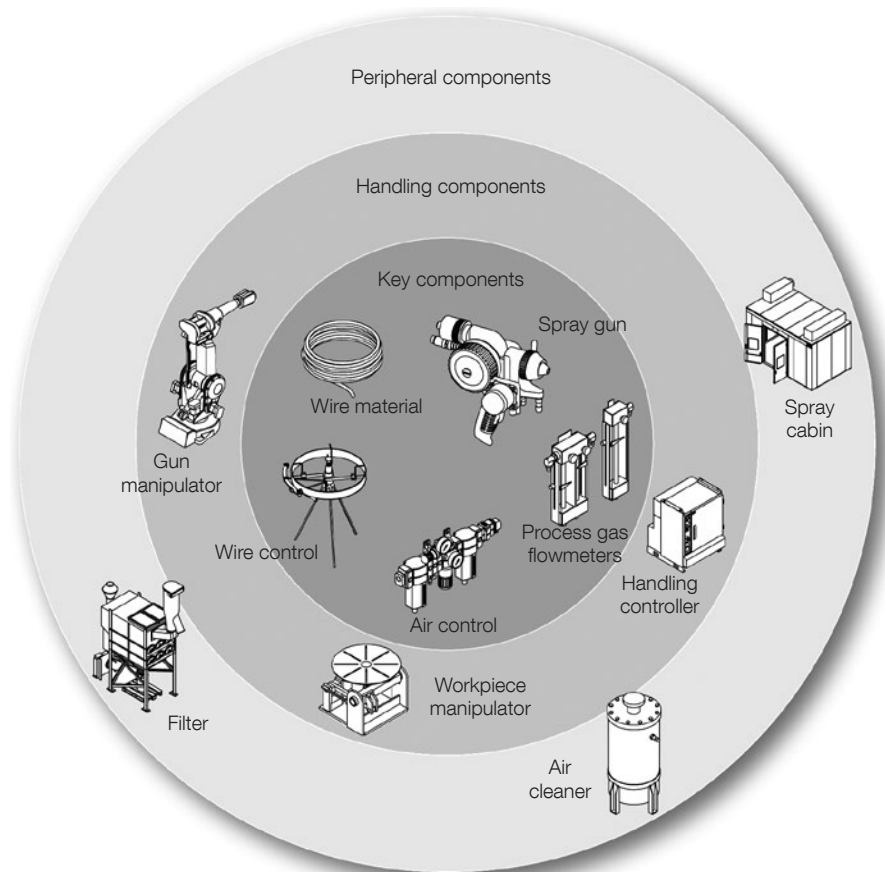 Peripheral components
Handling components
Key components
Spray gun
Wire material
Spray
cabin
Gun
manipulator
Process gas
flowmeters
Wire control
Handling
controller
Air control
Workpiece
manipulator
Filter
Air
cleaner